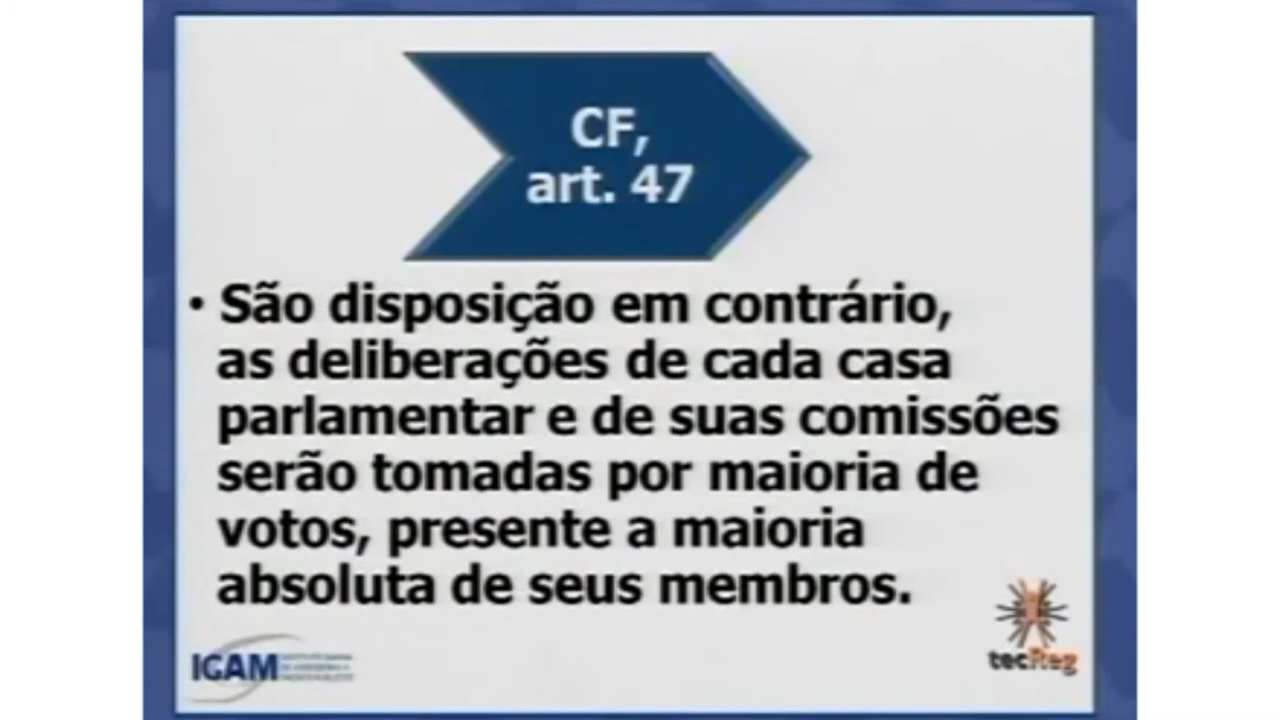 CF,
art. 47
• São disposição em contrário,
as deliberações de cada casa
parlamentar e de suas comissões
serão tomadas por maioria de
votos, presente a maioria
absoluta de seus membros.
IGAM
tecReg